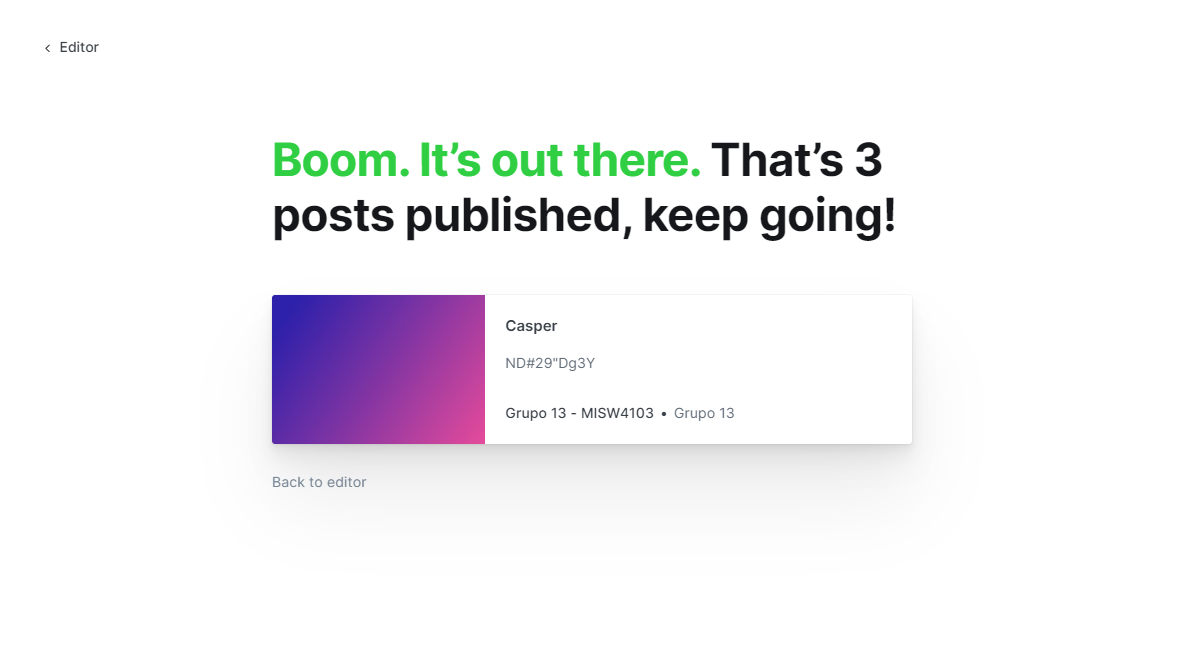 Editor
Boom. It’s out there. That’s 3
posts published, keep going!
Casper
ND#29"Dg3Y
Grupo 13 - MISW4103 • Grupo 13
Back to editor